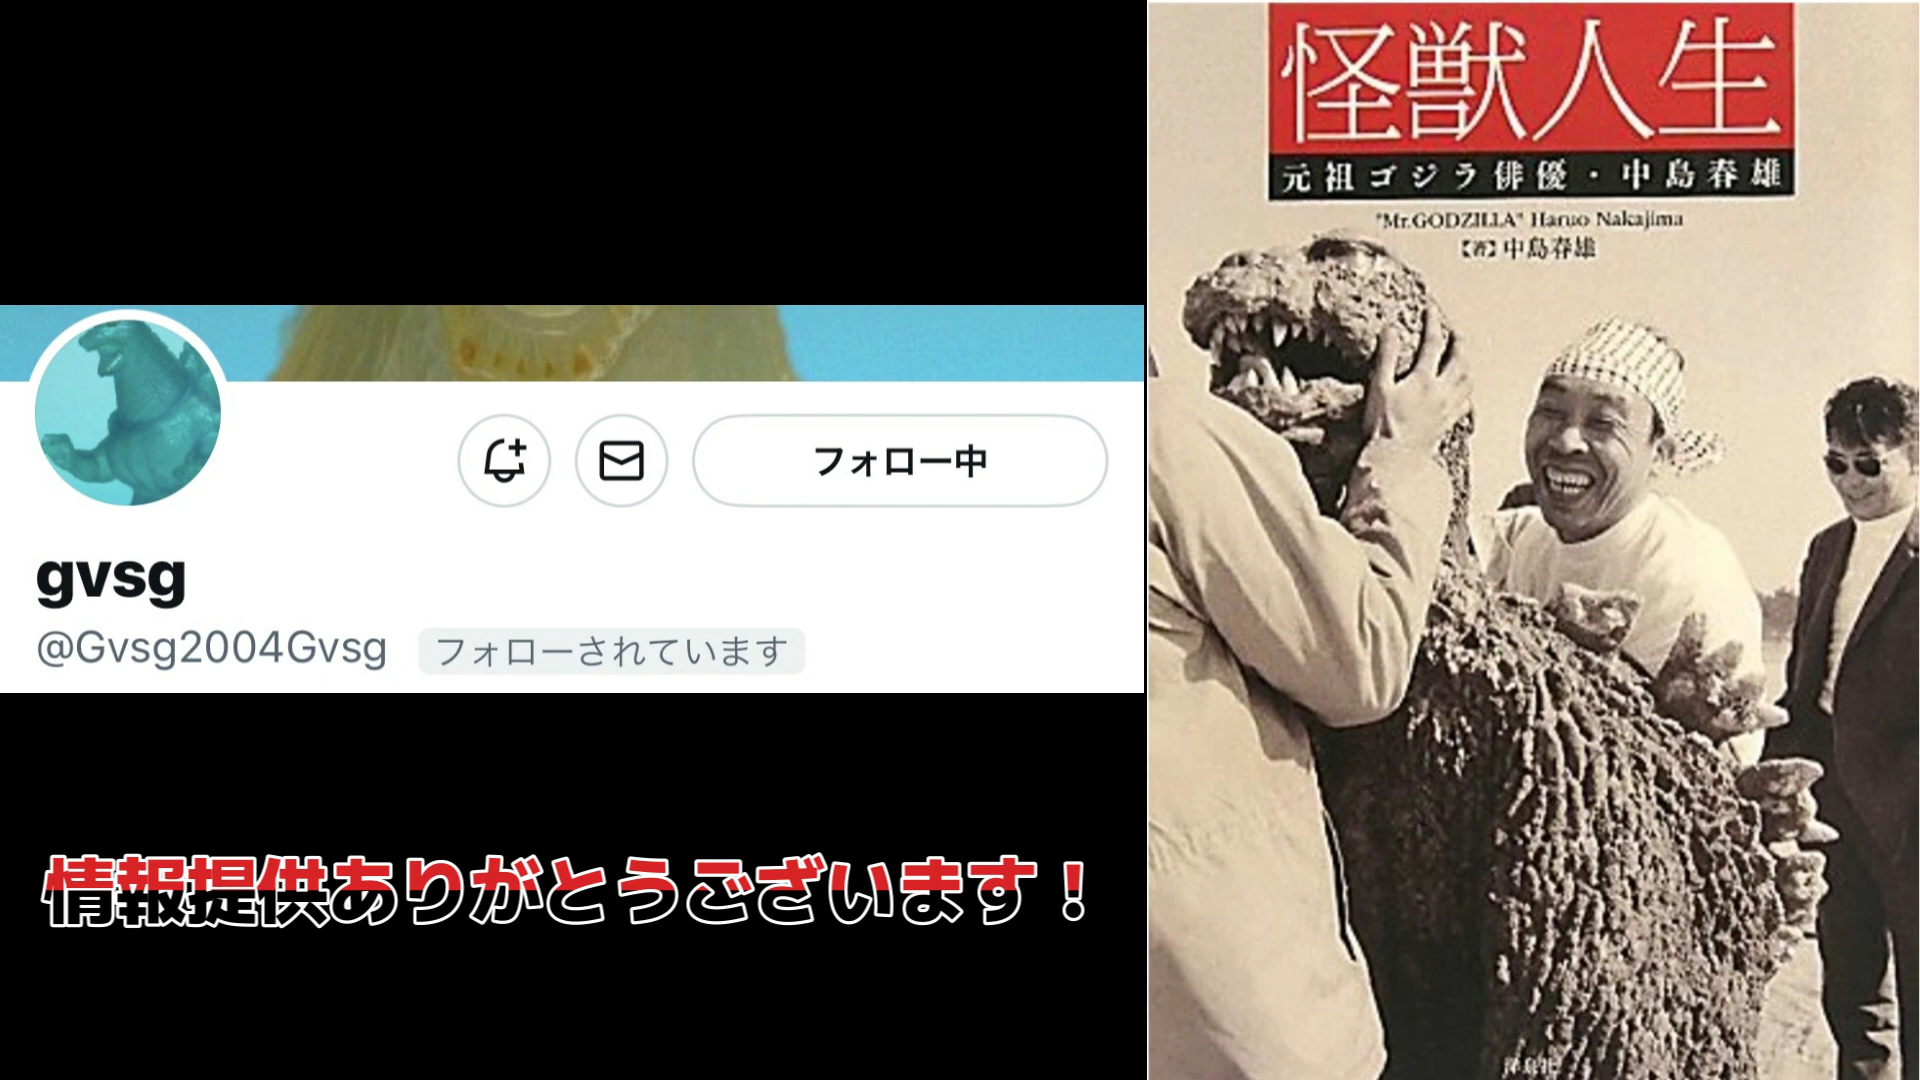 フォロー中
gvsg
@Gvsg2004Gvsg フォローされています
情報提供ありがとうございます！
怪獣人生
元祖ゴジラ俳優・中島春雄
"Mr.GODZILLA" Haruo Nakajima
【著】中島春雄